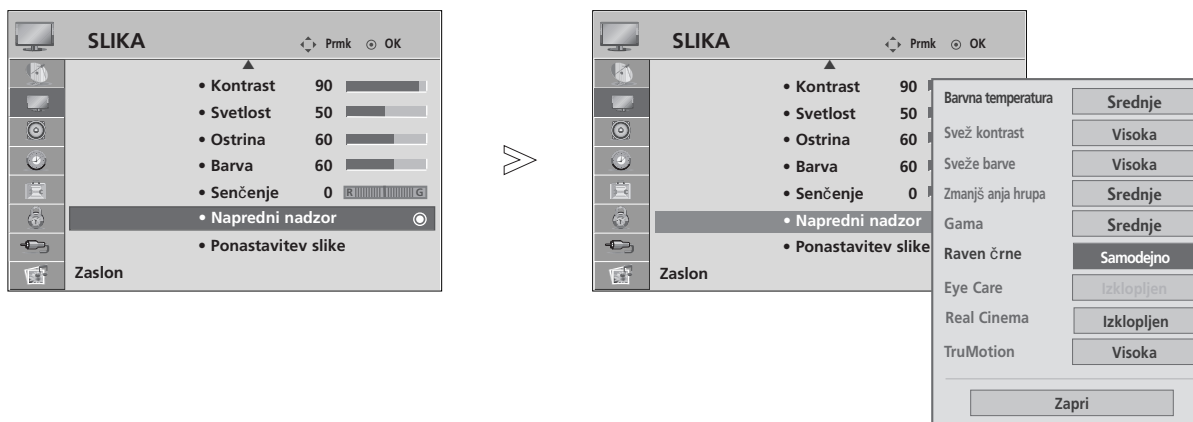 SLIKA Prmk OK
• Kontrast 90
• Svetlost 50
• Ostrina 60
• Barva 60
• Senčenje 0 R G
• Napredni nadzor
• Ponastavitev slike
Zaslon
SLIKA Prmk OK
• Kontrast 90
• Svetlost 50
• Ostrina 60
• Barva 60
• Senčenje 0
• Napredni nadzor
• Ponastavitev slike
Zaslon
Barvna temperatura Srednje
Svež kontrast Visoka
Sveže barve Visoka
Zmanjš anja hrupa Srednje
Gama Srednje
Raven črne Samodejno
Eye Care Izklopljen
Real Cinema Izklopljen
TruMotion Visoka
Zapri